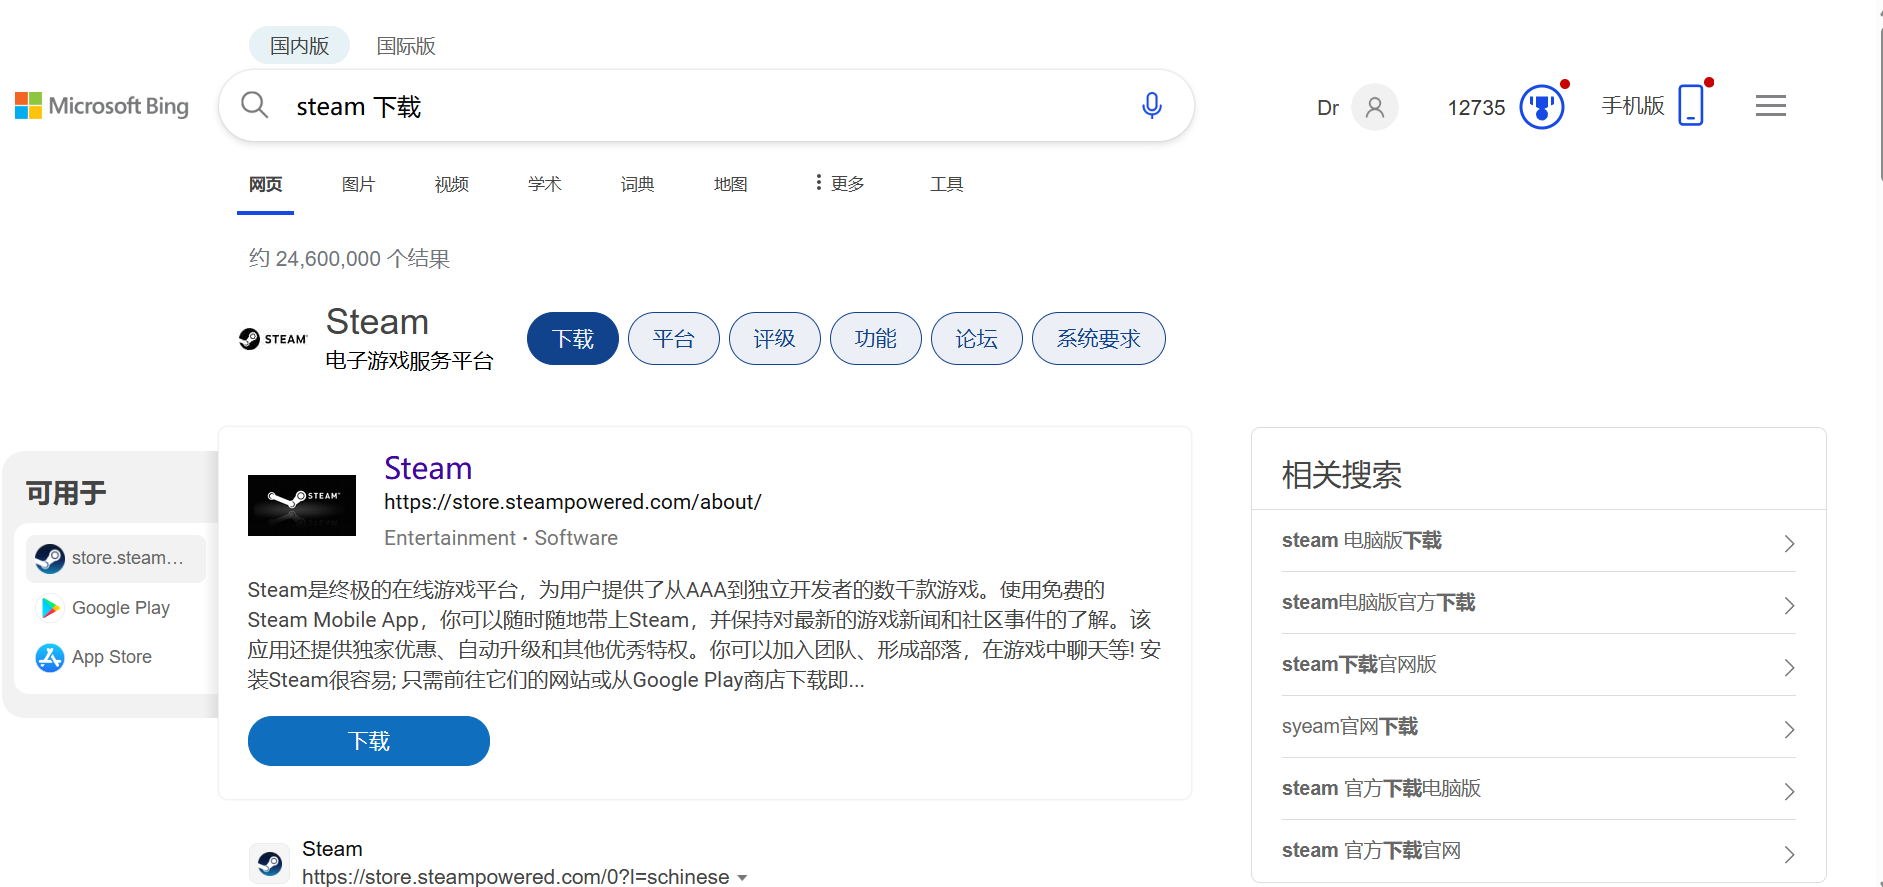 国内版
国际版
Microsoft Bing
steam 下载
Dr
12735
手机版
网页
图片
视频
学术
词典
地图
更多
工具
约 24,600,000 个结果
STEAM
Steam
电子游戏服务平台
下载
平台
评级
功能
论坛
系统要求
可用于
store.steam...
Google Play
App Store
STEAM
Steam
https://store.steampowered.com/about/
Entertainment · Software
Steam是终极的在线游戏平台，为用户提供了从AAA到独立开发者的数千款游戏。使用免费的
Steam Mobile App，你可以随时随地带上Steam，并保持对最新的游戏新闻和社区事件的了解。该
应用还提供独家优惠、自动升级和其他优秀特权。你可以加入团队、形成部落，在游戏中聊天等! 安
装Steam很容易; 只需前往它们的网站或从Google Play商店下载即...
下载
Steam
https://store.steampowered.com/0?l=schinese
相关搜索
steam 电脑版下载
steam电脑版官方下载
steam下载官网版
syeam官网下载
steam 官方下载电脑版
steam 官方下载官网